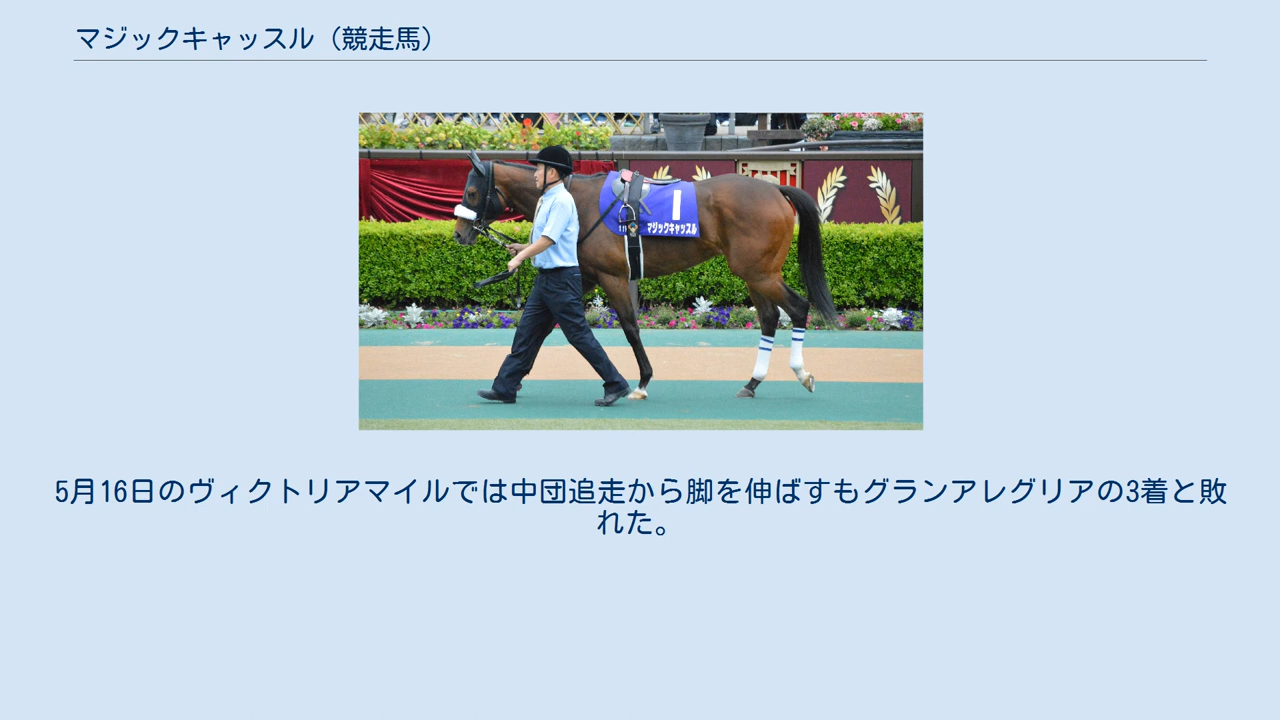 マジックキャッスル（競走馬）
1
マジックキャッスル
5月16日のヴィクトリアマイルでは中団追走から脚を伸ばすもグランアレグリアの3着と敗
れた。